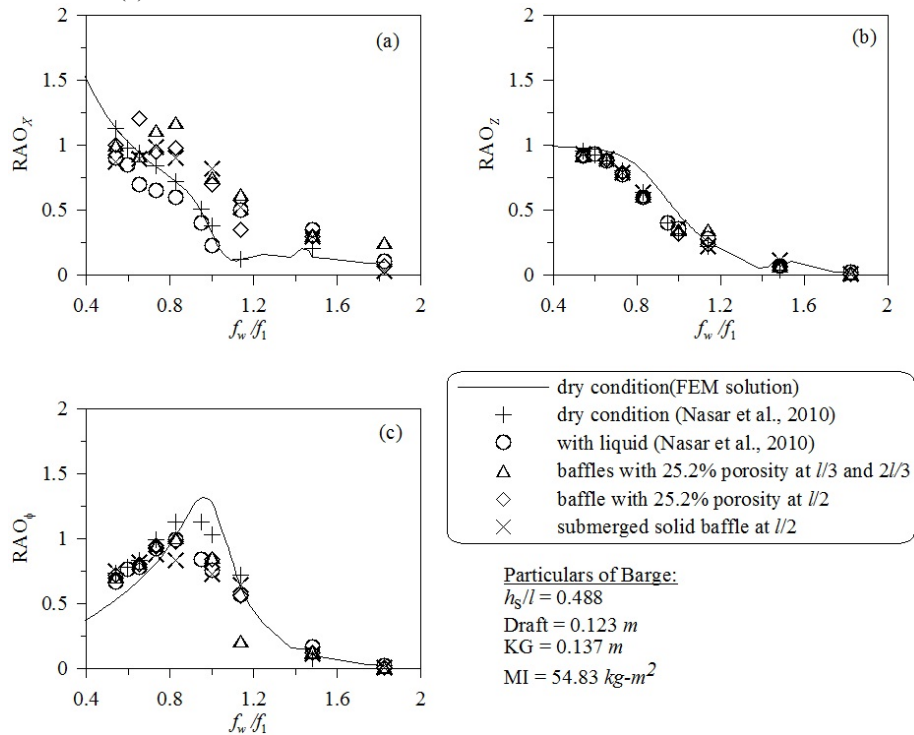 2
1.5
1
0.5
0
RAO_X
(a)
0.4 0.8 1.2 1.6 2
f_w/f_1
2
1.5
1
0.5
0
RAO_Z
(b)
0.4 0.8 1.2 1.6 2
f_w/f_1
2
1.5
1
0.5
0
RAO_ϕ
(c)
0.4 0.8 1.2 1.6 2
f_w/f_1
dry condition(FEM solution)
dry condition (Nasar et al., 2010)
with liquid (Nasar et al., 2010)
baffles with 25.2% porosity at l/3 and 2l/3
baffle with 25.2% porosity at l/2
submerged solid baffle at l/2
Particulars of Barge:
h_s/l = 0.488
Draft = 0.123 m
KG = 0.137 m
MI = 54.83 kg-m²